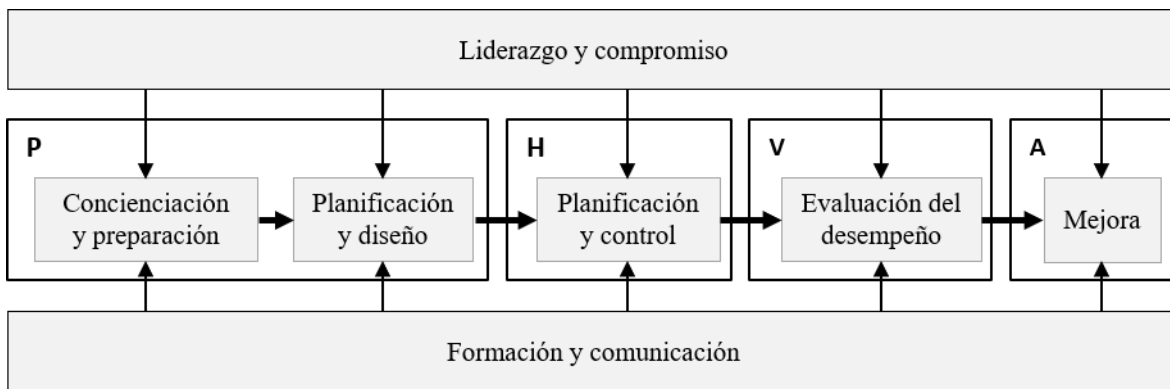 Liderazgo y compromiso
P
H
V
A
Concienciación
y preparación
Planificación
y diseño
Planificación
y control
Evaluación del
desempeño
Mejora
Formación y comunicación